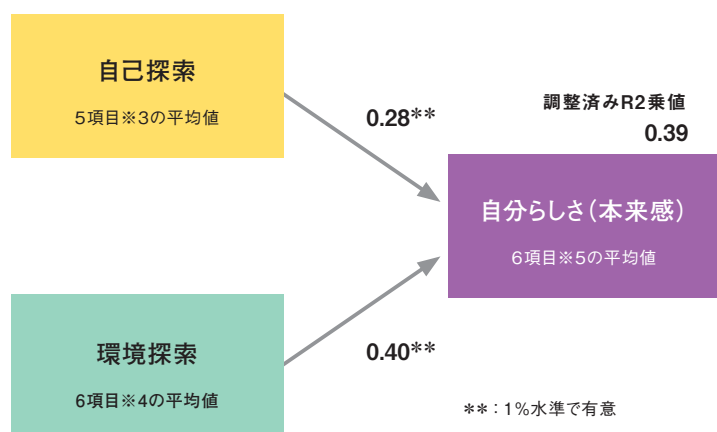 自己探索
5項目※3の平均値
0.28**
調整済みR2乗値
0.39
自分らしさ(本来感)
6項目※5の平均値
環境探索
6項目※4の平均値
0.40**
**：1%水準で有意